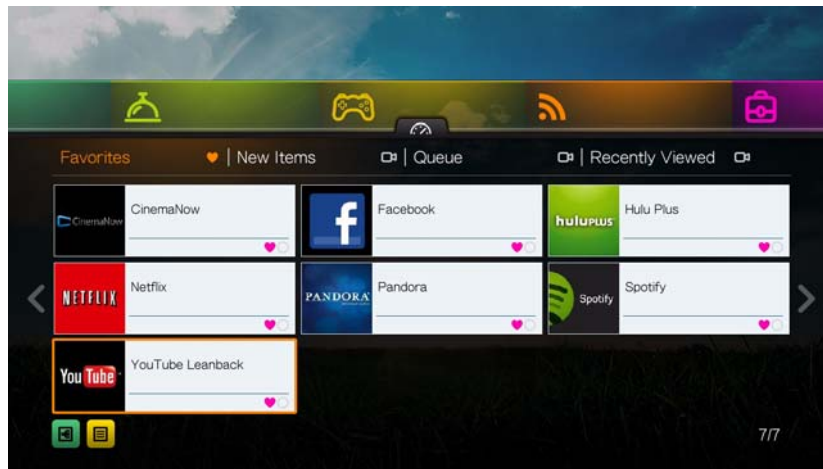 Favorites | New Items | Queue | Recently Viewed
CinemaNow CinemaNow
f Facebook
huluPLUS Hulu Plus
NETFLIX Netflix
PANDORA Pandora
Spotify Spotify
You Tube YouTube Leanback
7/7